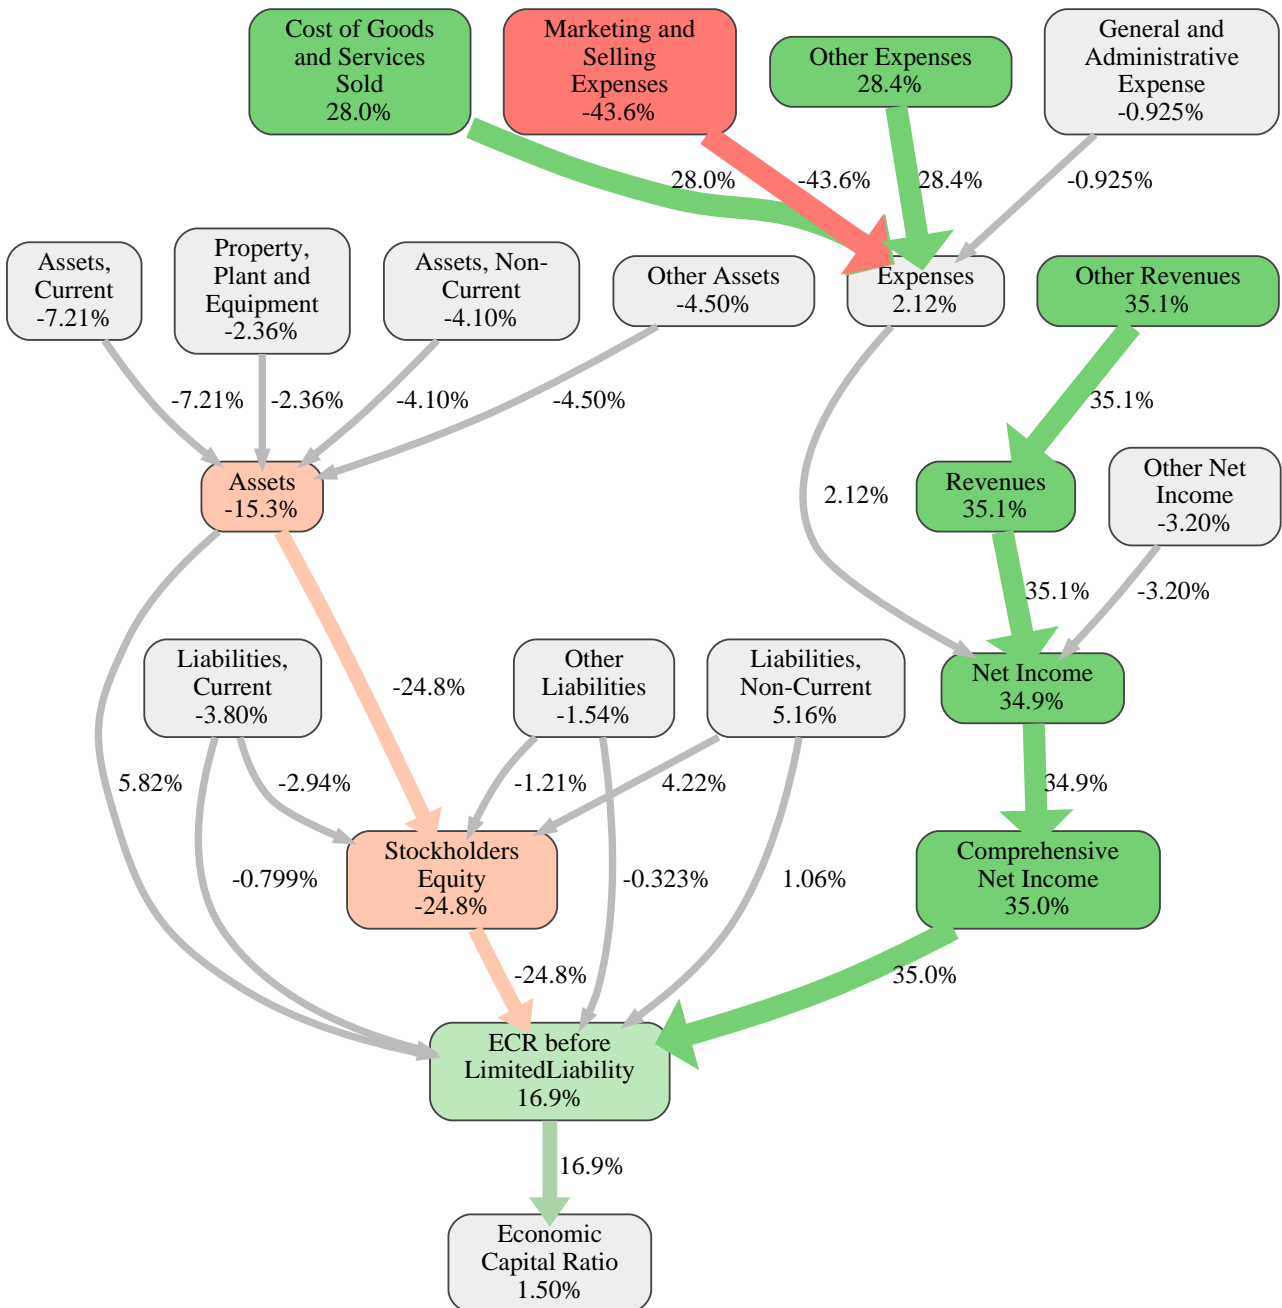 Cost of Goods
and Services
Sold
28.0%
Marketing and
Selling
Expenses
-43.6%
Other Expenses
28.4%
General and
Administrative
Expense
-0.925%
28.0%
-43.6%
28.4%
-0.925%
Assets,
Current
-7.21%
Property,
Plant and
Equipment
-2.36%
Assets, Non-
Current
-4.10%
Other Assets
-4.50%
Expenses
2.12%
Other Revenues
35.1%
-7.21%
-2.36%
-4.10%
-4.50%
35.1%
Assets
-15.3%
2.12%
Revenues
35.1%
Other Net
Income
-3.20%
35.1%
-3.20%
Liabilities,
Current
-3.80%
-24.8%
Other
Liabilities
-1.54%
Liabilities,
Non-Current
5.16%
Net Income
34.9%
5.82%
-2.94%
-1.21%
4.22%
34.9%
Stockholders
Equity
-24.8%
Comprehensive
Net Income
35.0%
-0.799%
-0.323%
1.06%
-24.8%
35.0%
ECR before
LimitedLiability
16.9%
16.9%
Economic
Capital Ratio
1.50%